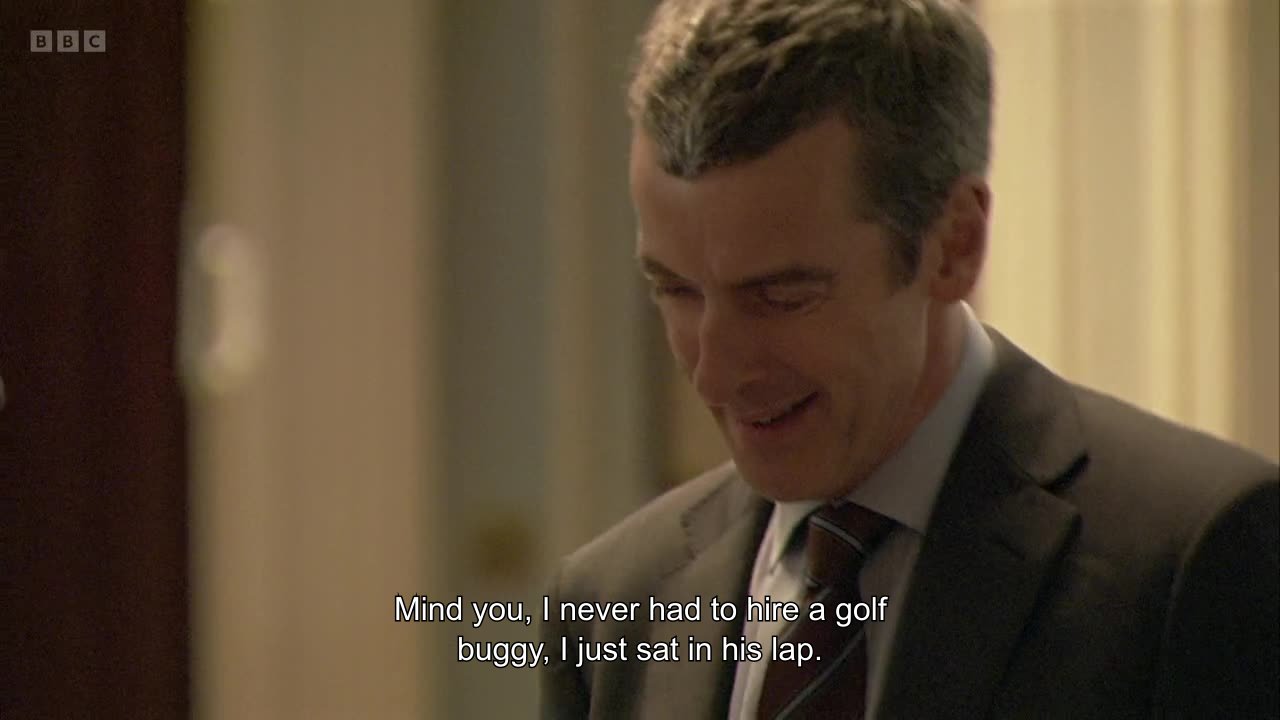 BBC
Mind you, I never had to hire a golf
buggy, I just sat in his lap.